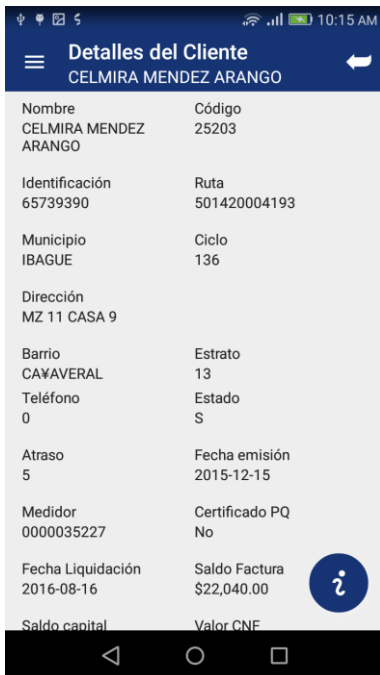 10:15 AM
Detalles del Cliente
CELMIRA MENDEZ ARANGO
Nombre Código
CELMIRA MENDEZ 25203
ARANGO
Identificación Ruta
65739390 501420004193
Municipio Ciclo
IBAGUE 136
Dirección
MZ 11 CASA 9
Barrio Estrato
CA¥AVERAL 13
Teléfono Estado
0 S
Atraso Fecha emisión
5 2015-12-15
Medidor Certificado PQ
0000035227 No
Fecha Liquidación Saldo Factura
2016-08-16 $22,040.00
i
Saldo capital Valor CNF